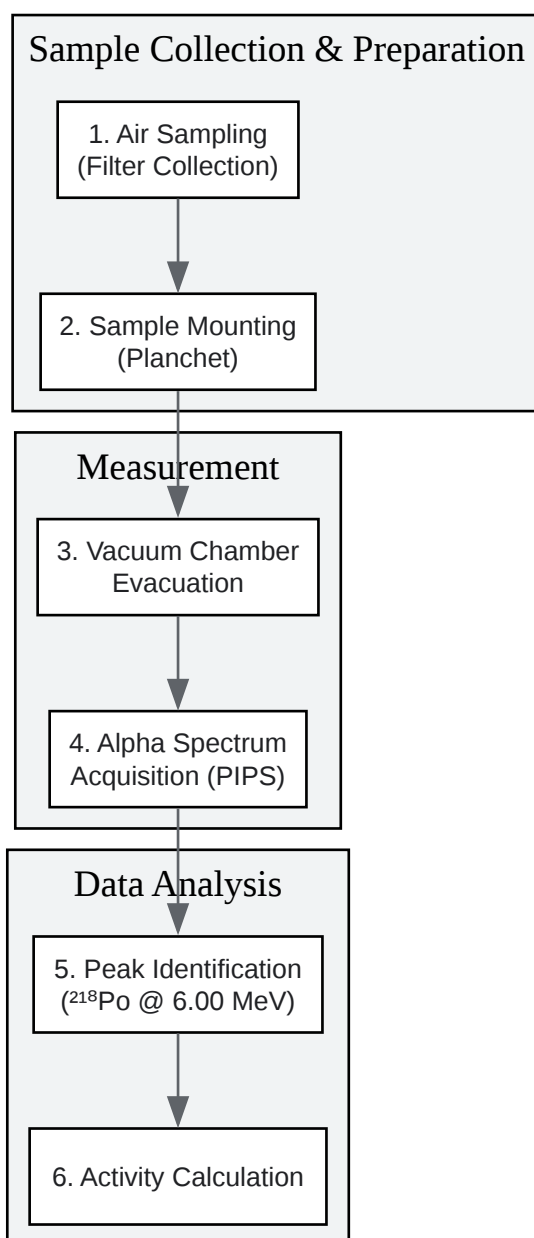 Sample Collection & Preparation
1. Air Sampling
(Filter Collection)
2. Sample Mounting
(Planchet)
Measurement
3. Vacuum Chamber
Evacuation
4. Alpha Spectrum
Acquisition (PIPS)
Data Analysis
5. Peak Identification
(²¹⁸Po @ 6.00 MeV)
6. Activity Calculation